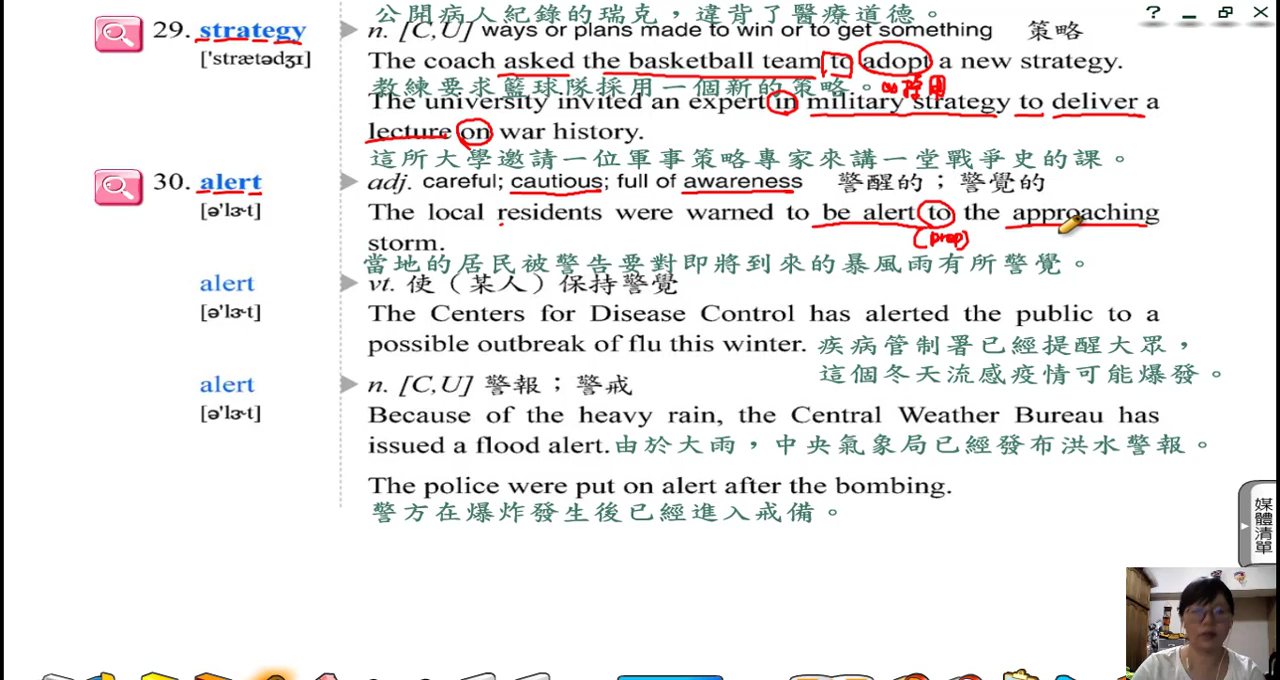 公開病人紀錄的瑞克，違背了醫療道德。
29. strategy n. [C,U] ways or plans made to win or to get something 策略
[ˈstrætədʒɪ] The coach asked the basketball team to adopt a new strategy.
教練要求籃球隊採用一個新的策略。 採用
The university invited an expert in military strategy to deliver a
lecture on war history.
這所大學邀請一位軍事策略專家來講一堂戰爭史的課。
30. alert adj. careful; cautious; full of awareness 警醒的；警覺的
[əˈlɝt] The local residents were warned to be alert to the approaching
(prep)
storm.
當地的居民被警告要對即將到來的暴風雨有所警覺。
alert vt. 使（某人）保持警覺
[əˈlɝt] The Centers for Disease Control has alerted the public to a
possible outbreak of flu this winter. 疾病管制署已經提醒大眾，
這個冬天流感疫情可能爆發。
alert n. [C,U] 警報；警戒
[əˈlɝt] Because of the heavy rain, the Central Weather Bureau has
issued a flood alert. 由於大雨，中央氣象局已經發布洪水警報。
The police were put on alert after the bombing.
警方在爆炸發生後已經進入戒備。
媒體清單